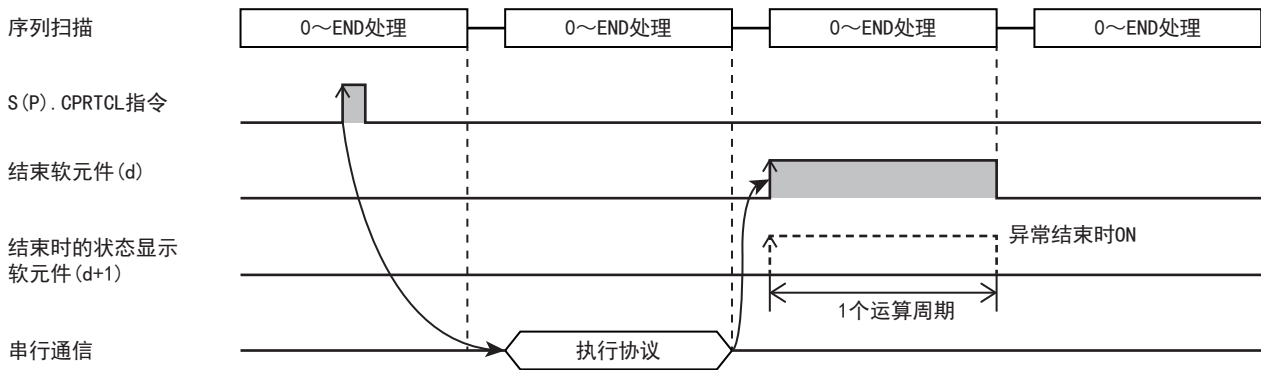 序列扫描
0～END处理
0～END处理
0～END处理
0～END处理
S(P).CPRTCL指令
结束软元件(d)
结束时的状态显示
软元件(d+1)
异常结束时ON
1个运算周期
串行通信
执行协议